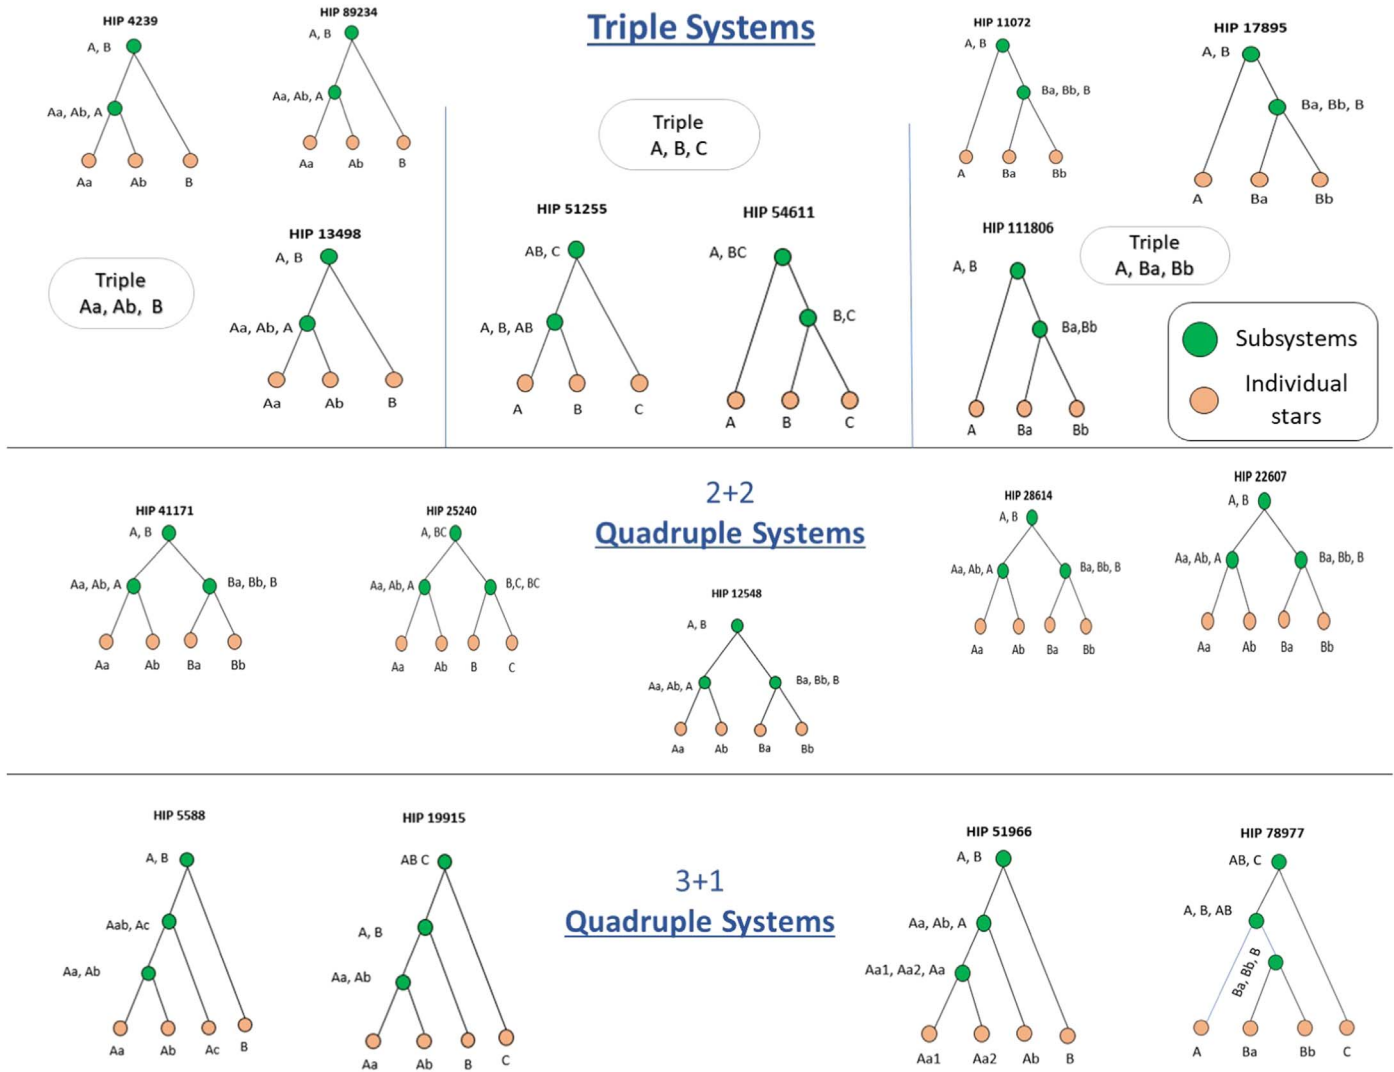 Triple Systems
HIP 4239
A, B
Aa, Ab, A
Aa
Ab
B
HIP 89234
A, B
Aa, Ab, A
Aa
Ab
B
HIP 13498
A, B
Aa, Ab, A
Aa
Ab
B
Triple
Aa, Ab, B
Triple
A, B, C
HIP 51255
AB, C
A, B, AB
A
B
C
HIP 54611
A, BC
B,C
A
B
C
HIP 11072
A, B
Ba, Bb, B
A
Ba
Bb
HIP 17895
A, B
Ba, Bb, B
A
Ba
Bb
HIP 111806
A, B
Ba,Bb
A
Ba
Bb
Triple
A, Ba, Bb
Subsystems
Individual
stars
2+2
Quadruple Systems
HIP 41171
A, B
Aa, Ab, A
Ba, Bb, B
Aa
Ab
Ba
Bb
HIP 25240
A, BC
Aa, Ab, A
B,C, BC
Aa
Ab
B
C
HIP 12548
A, B
Aa, Ab, A
Ba, Bb, B
Aa
Ab
Ba
Bb
HIP 28614
A, B
Aa, Ab, A
Ba, Bb, B
Aa
Ab
Ba
Bb
HIP 22607
A, B
Aa, Ab, A
Ba, Bb, B
Aa
Ab
Ba
Bb
3+1
Quadruple Systems
HIP 5588
A, B
Aab, Ac
Aa, Ab
Aa
Ab
Ac
B
HIP 19915
AB C
A, B
Aa, Ab
Aa
Ab
B
C
HIP 51966
A, B
Aa, Ab, A
Aa1, Aa2, Aa
Aa1
Aa2
Ab
B
HIP 78977
AB, C
A, B, AB
Ba, Bb, B
A
Ba
Bb
C